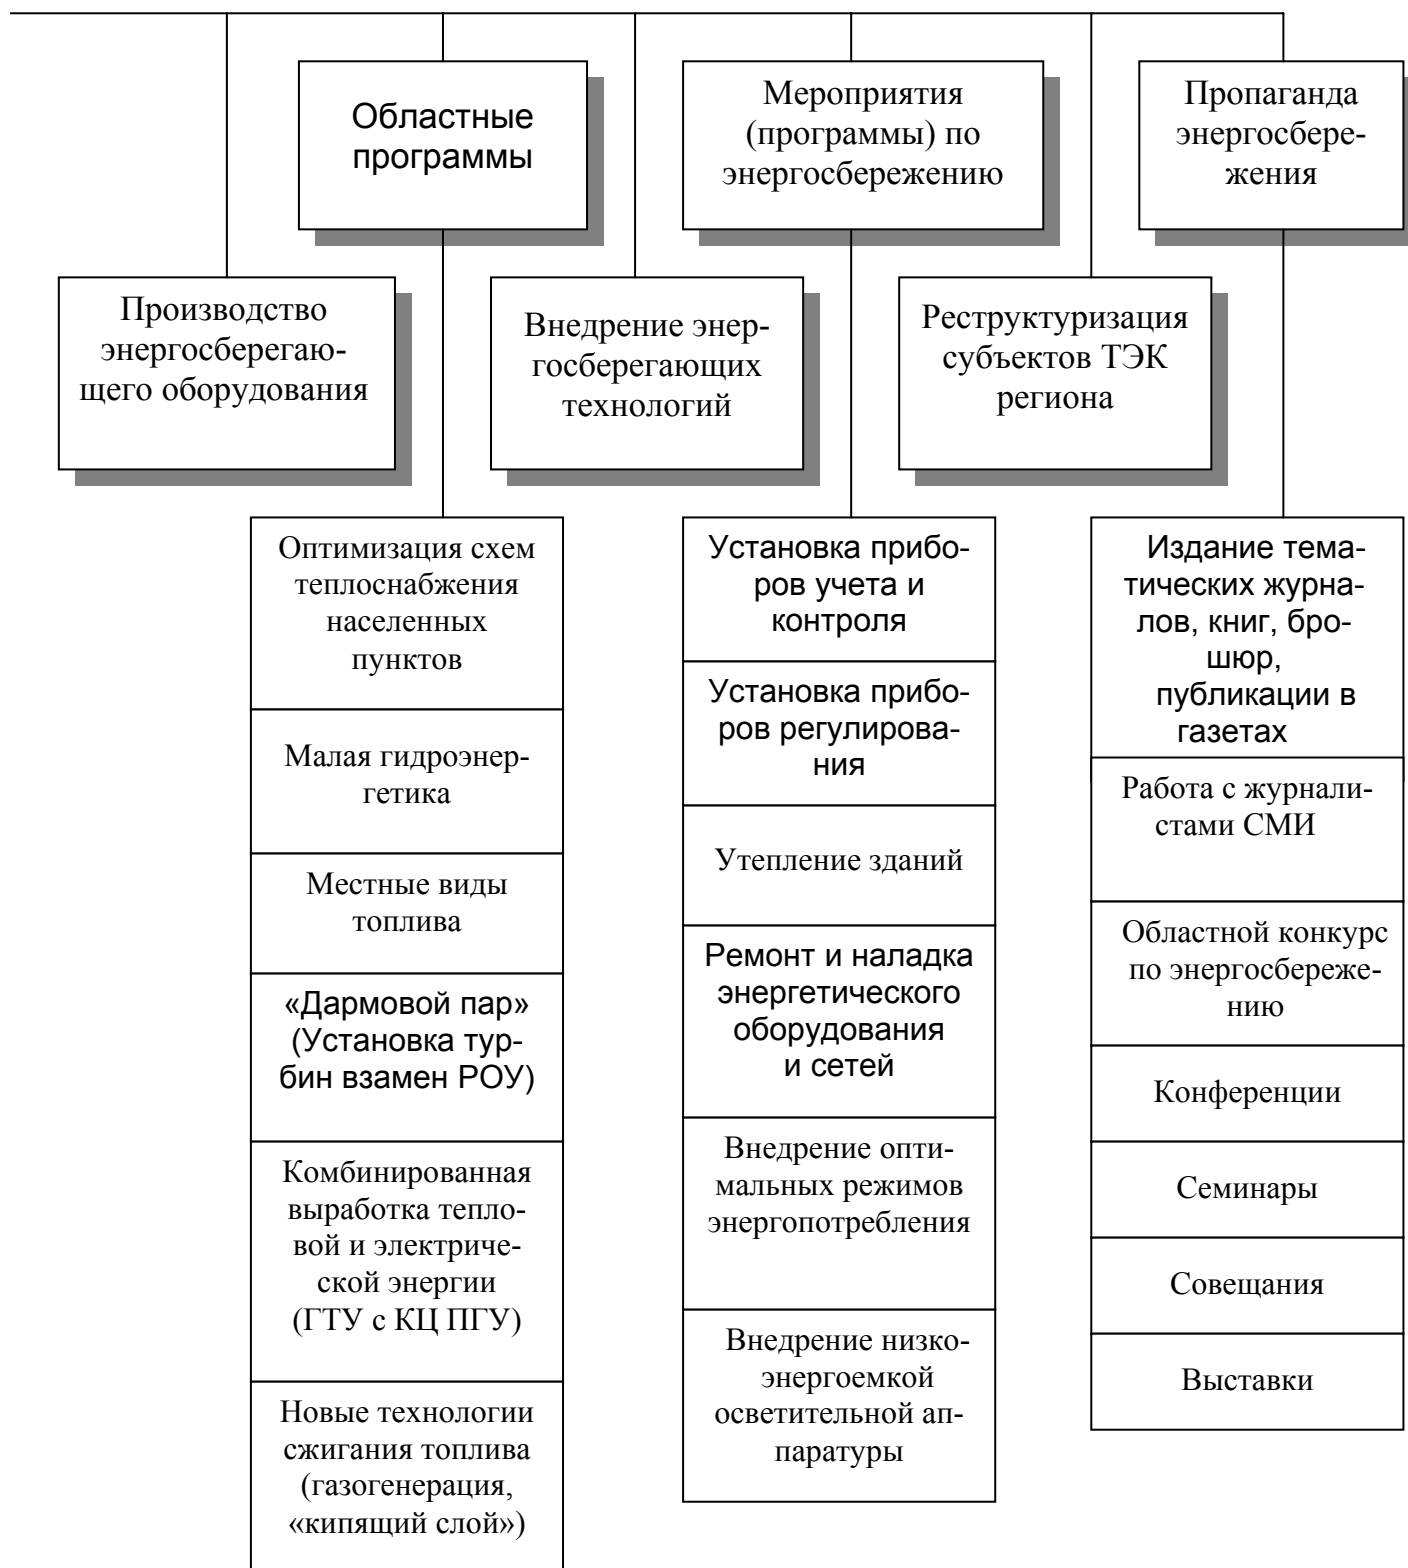 Областные
программы
Мероприятия
(программы) по
энергосбережению
Пропаганда
энергосбере-
жения
Производство
энергосберегаю-
щего оборудования
Внедрение энер-
госберегающих
технологий
Реструктуризация
субъектов ТЭК
региона
Оптимизация схем
теплоснабжения
населенных
пунктов
Малая гидроэнер-
гетика
Местные виды
топлива
«Дармовой пар»
(Установка тур-
бин взамен РОУ)
Комбинированная
выработка тепло-
вой и электриче-
ской энергии
(ГТУ с КЦ ПГУ)
Новые технологии
сжигания топлива
(газогенерация,
«кипящий слой»)
Установка прибо-
ров учета и
контроля
Установка прибо-
ров регулирова-
ния
Утепление зданий
Ремонт и наладка
энергетического
оборудования
и сетей
Внедрение опти-
мальных режимов
энергопотребления
Внедрение низко-
энергоемкой
осветительной ап-
паратуры
Издание тема-
тических журна-
лов, книг, бро-
шюр,
публикации в
газетах
Работа с журнали-
стами СМИ
Областной конкурс
по энергосбереже-
нию
Конференции
Семинары
Совещания
Выставки